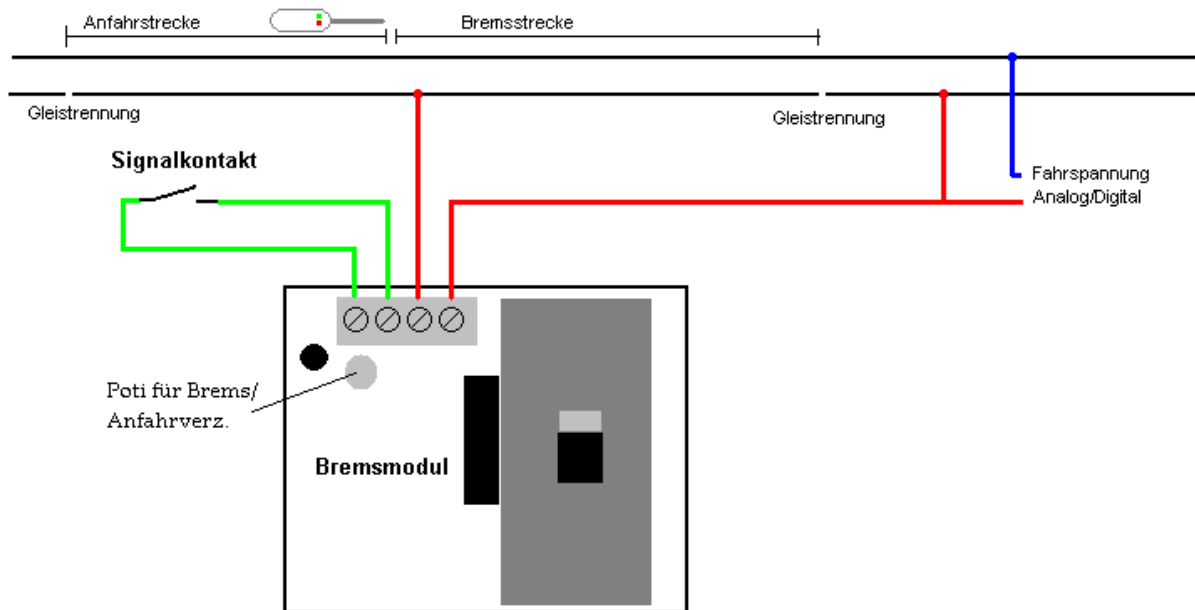 Anfahrstrecke
Bremsstrecke
Gleistrennung
Gleistrennung
Signalkontakt
Fahrspannung
Analog/Digital
Poti für Brems/
Anfahrverz.
Bremsmodul